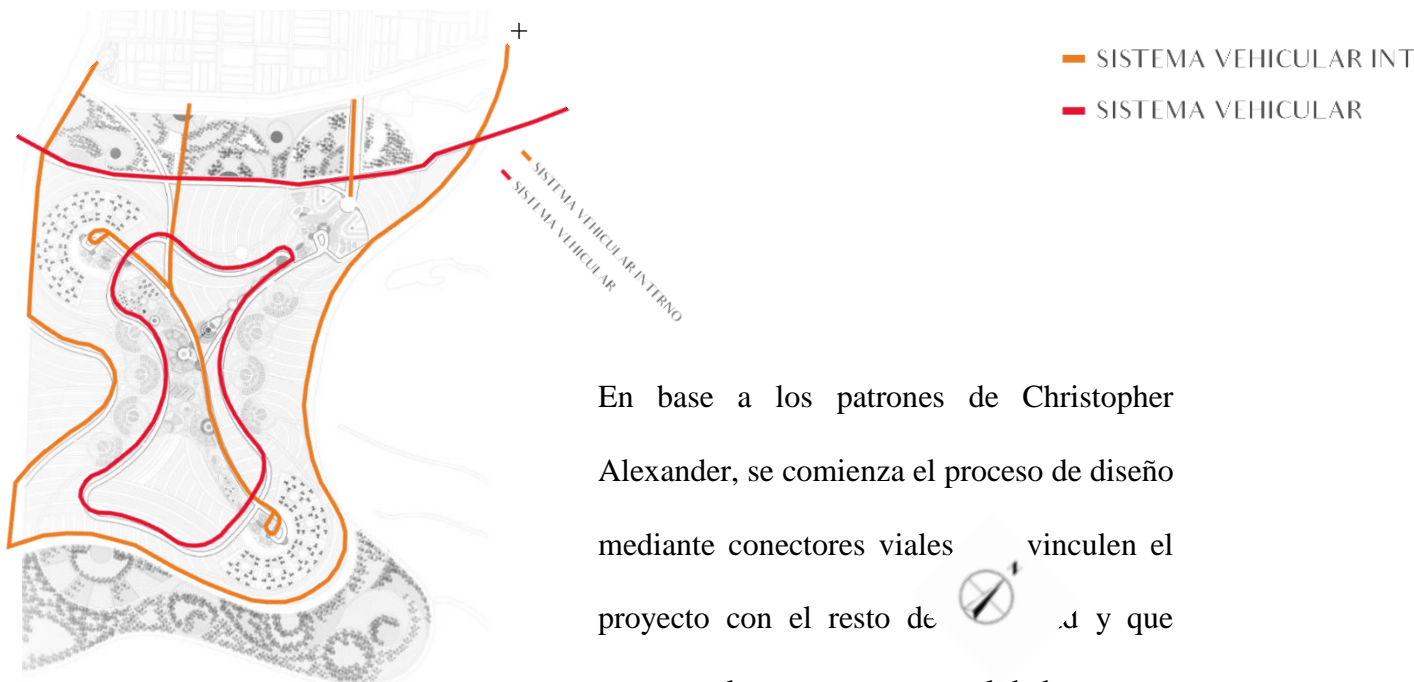 SISTEMA VEHICULAR INT
SISTEMA VEHICULAR
SISTEMA VEHICULAR INTERNO
SISTEMA VEHICULAR
En base a los patrones de Christopher
Alexander, se comienza el proceso de diseño
mediante conectores viales vinculen el
proyecto con el resto de y que